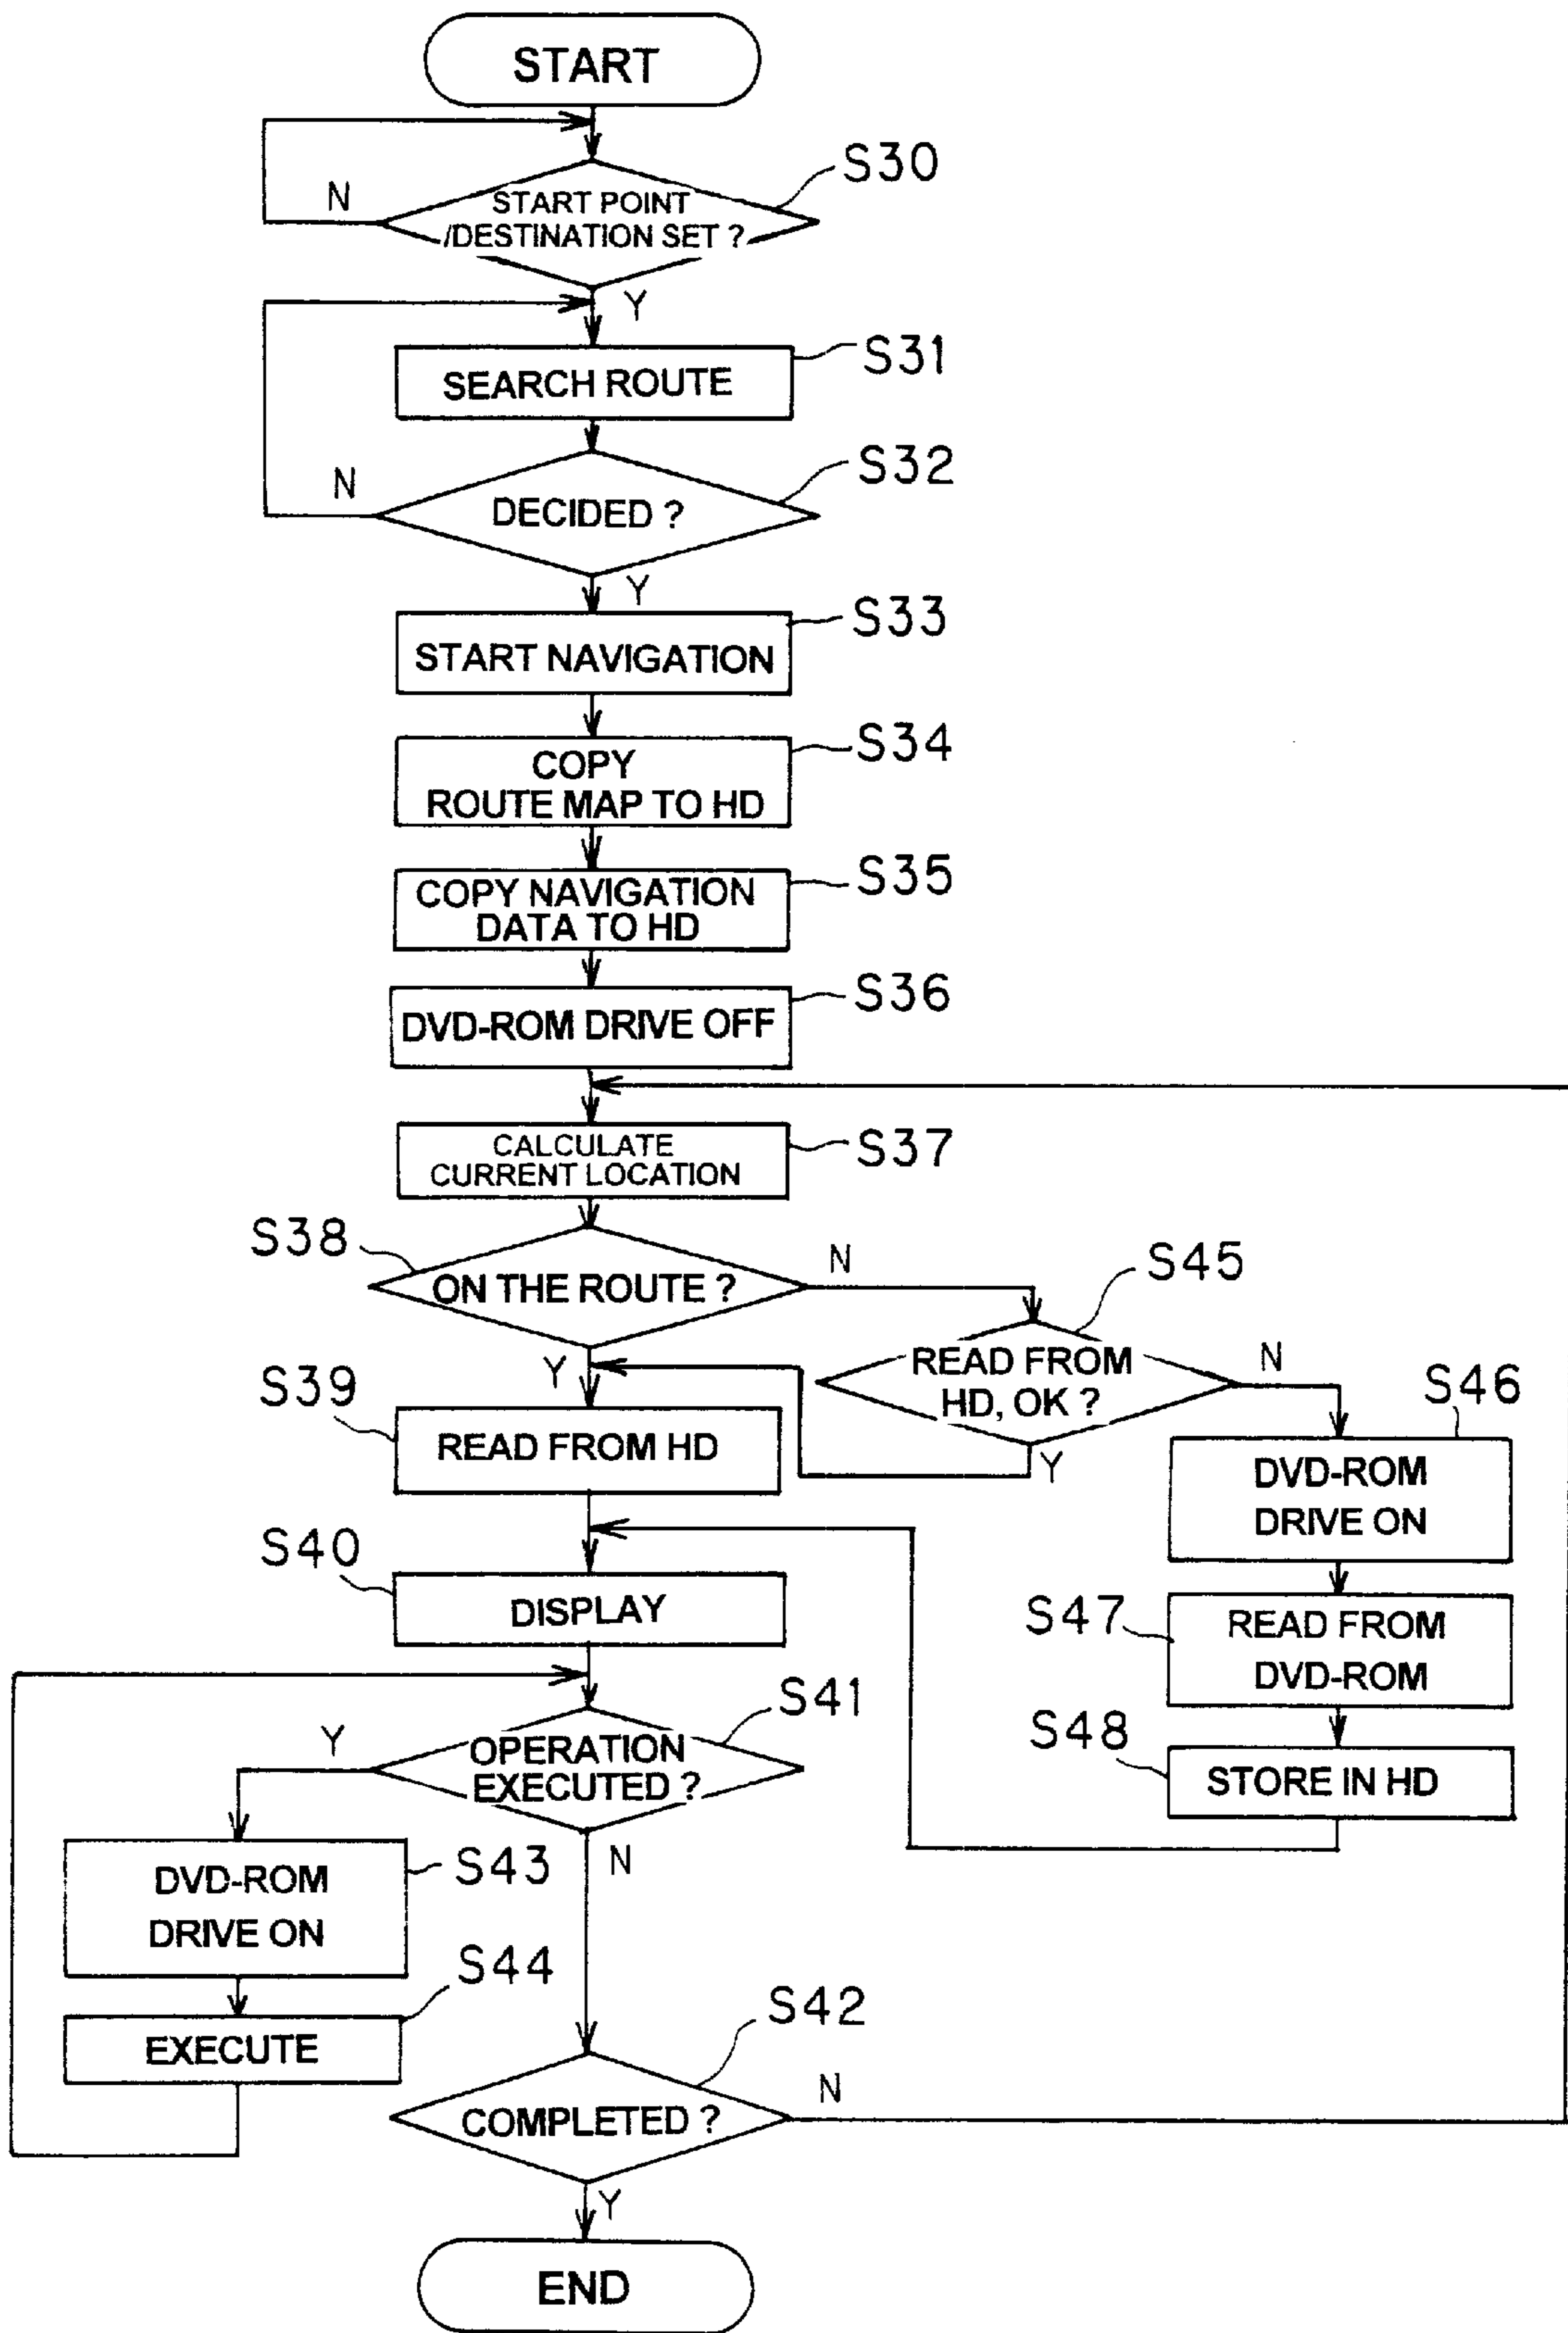 START
S30
N
START POINT
/DESTINATION SET ?
Y
S31
SEARCH ROUTE
S32
N
DECIDED ?
Y
S33
START NAVIGATION
S34
COPY
ROUTE MAP TO HD
S35
COPY NAVIGATION
DATA TO HD
S36
DVD-ROM DRIVE OFF
S37
CALCULATE
CURRENT LOCATION
S38
ON THE ROUTE ?
N
Y
S45
READ FROM
HD, OK ?
N
Y
S39
READ FROM HD
S46
DVD-ROM
DRIVE ON
S40
DISPLAY
S47
READ FROM
DVD-ROM
S41
Y
OPERATION
EXECUTED ?
N
S48
STORE IN HD
S43
DVD-ROM
DRIVE ON
S44
EXECUTE
S42
COMPLETED ?
N
Y
END